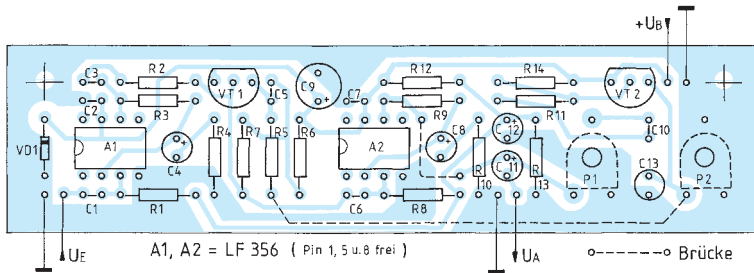 +UB
C3 R2 VT1 C9 R12 R14 VT2
C2 R3 C5 C7 R9 R11
VD1 A1 C4 R4 R7 R5 R6 A2 C8 C12 C10
C11 R10 R13 P1 C13 P2
C1 R1 C6 R8
UE A1, A2 = LF 356 ( Pin 1, 5 u. 8 frei ) UA Brücke